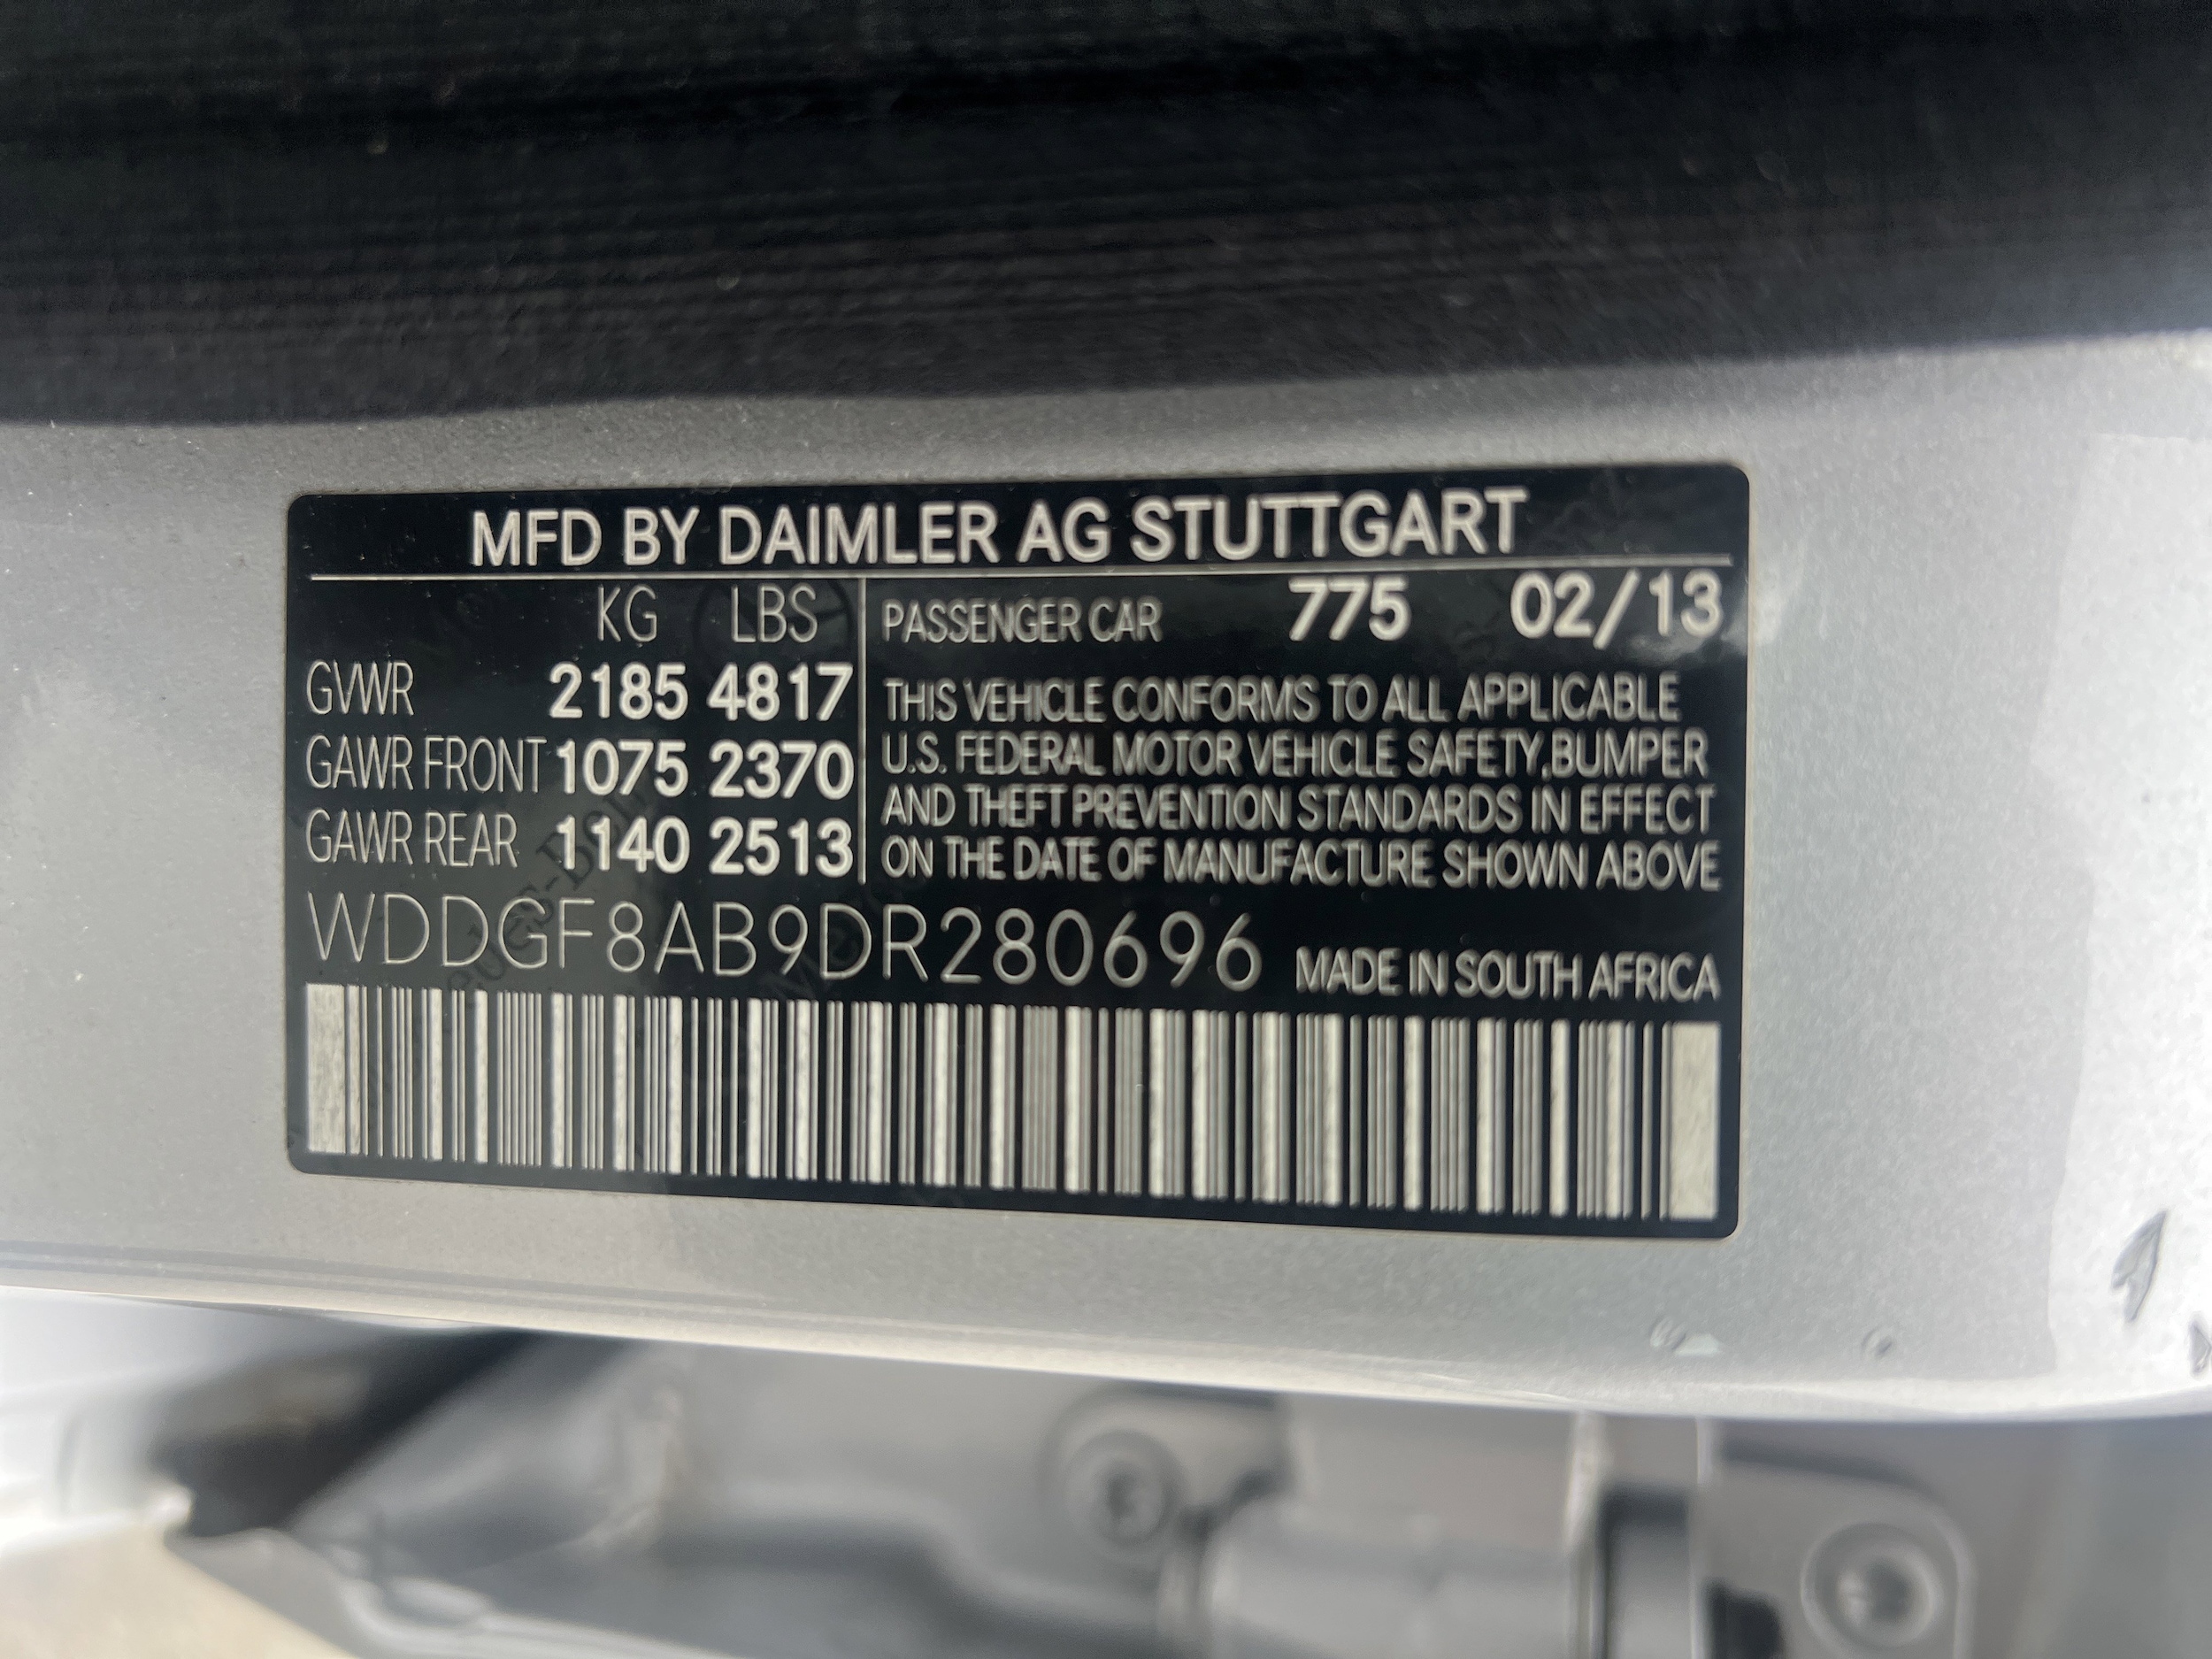 MFD BY DAIMLER AG STUTTGART
KG LBS
GVWR 2185 4817
GAWR FRONT 1075 2370
GAWR REAR 1140 2513
PASSENGER CAR 775 02/13
THIS VEHICLE CONFORMS TO ALL APPLICABLE
U.S. FEDERAL MOTOR VEHICLE SAFETY,BUMPER
AND THEFT PREVENTION STANDARDS IN EFFECT
ON THE DATE OF MANUFACTURE SHOWN ABOVE
WDDGF8AB9DR280696 MADE IN SOUTH AFRICA